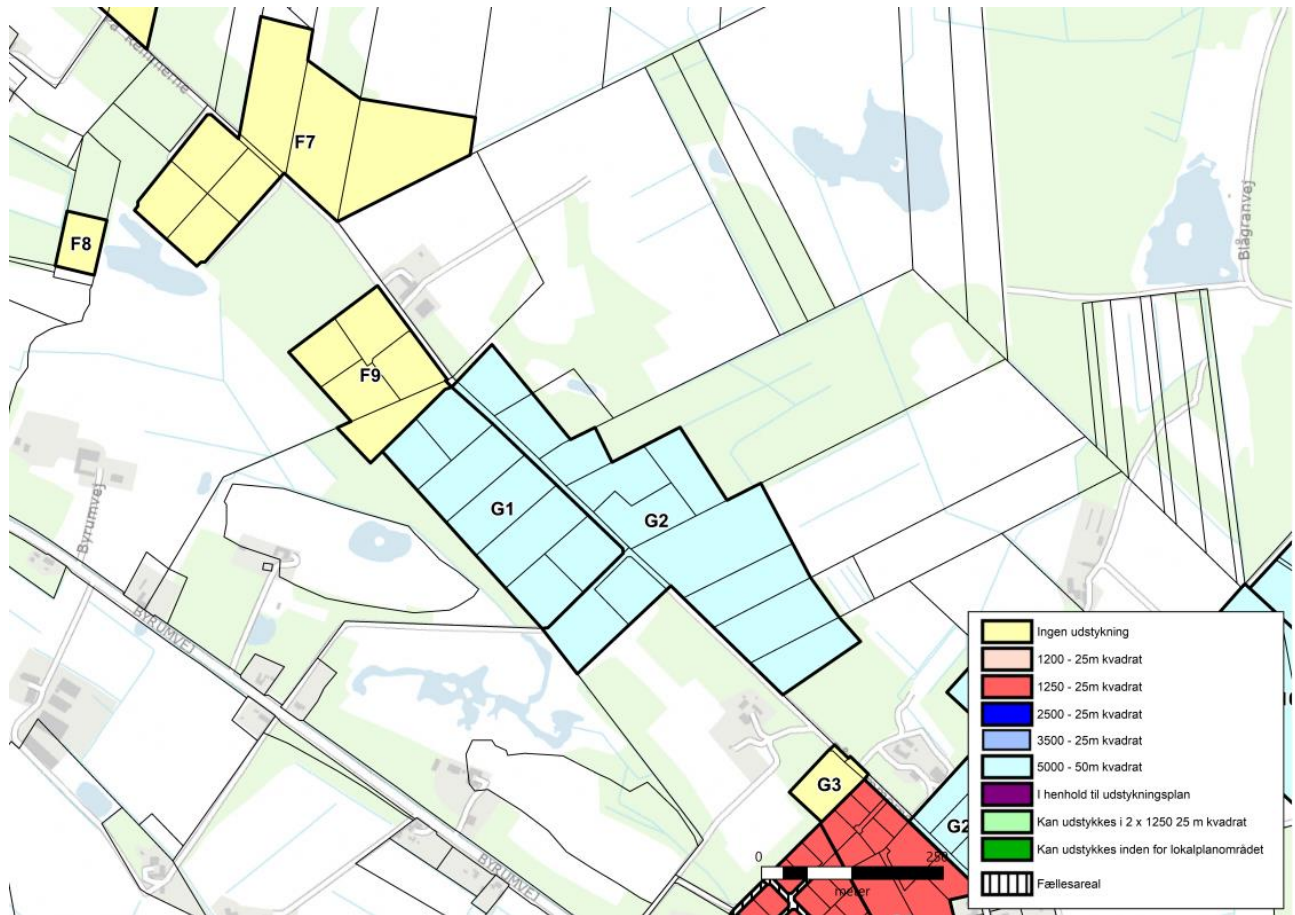 Kemmerne
F7
F8
Blågranvej
F9
G1
G2
Byrumvej
BYRUMVEJ
BYRUMVEJ
G3
G2
0
250
meter
Ingen udstykning
1200 - 25m kvadrat
1250 - 25m kvadrat
2500 - 25m kvadrat
3500 - 25m kvadrat
5000 - 50m kvadrat
I henhold til udstykningsplan
Kan udstykkes i 2 x 1250 25 m kvadrat
Kan udstykkes inden for lokalplanområdet
Fællesareal